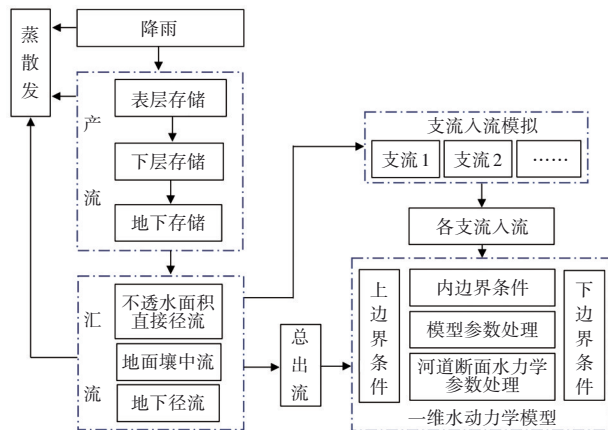 蒸散发
降雨
产流
表层存储
下层存储
地下存储
汇流
不透水面积
直接径流
地面壤中流
地下径流
总出流
支流入流模拟
支流1
支流2
……
各支流入流
上边界条件
内边界条件
模型参数处理
河道断面水力学
参数处理
下边界条件
一维水动力学模型